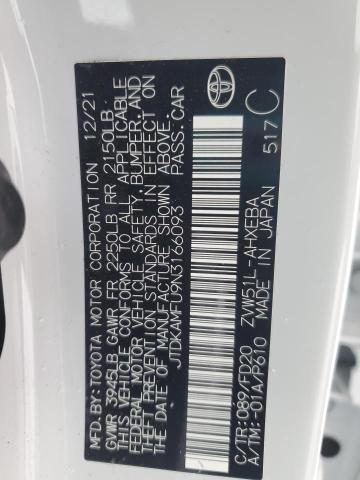 MFD.BY:TOYOTA MOTOR CORPORATION 12/21
GVWR 3945LB GAWR FR 2250LB RR 2150LB
THIS VEHICLE CONFORMS TO ALL APPLICABLE
FEDERAL MOTOR VEHICLE SAFETY,BUMPER,AND
THEFT PREVENTION STANDARDS IN EFFECT ON
THE DATE OF MANUFACTURE SHOWN ABOVE.
JTDKAMFU9N3166093 PASS.CAR
C/TR:089/FD20 ZVW51L-AHXEBA
A/TM:-01A/P610 MADE IN JAPAN 517 C